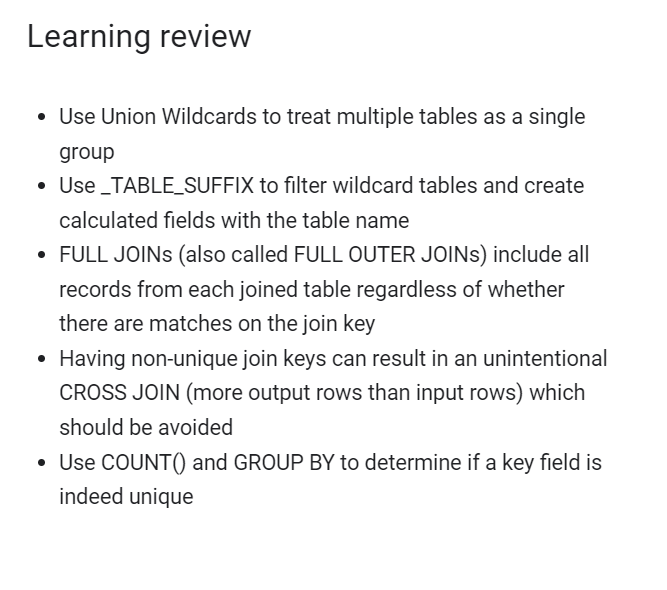 Learning review
• Use Union Wildcards to treat multiple tables as a single
group
• Use _TABLE_SUFFIX to filter wildcard tables and create
calculated fields with the table name
• FULL JOINs (also called FULL OUTER JOINs) include all
records from each joined table regardless of whether
there are matches on the join key
• Having non-unique join keys can result in an unintentional
CROSS JOIN (more output rows than input rows) which
should be avoided
• Use COUNT() and GROUP BY to determine if a key field is
indeed unique